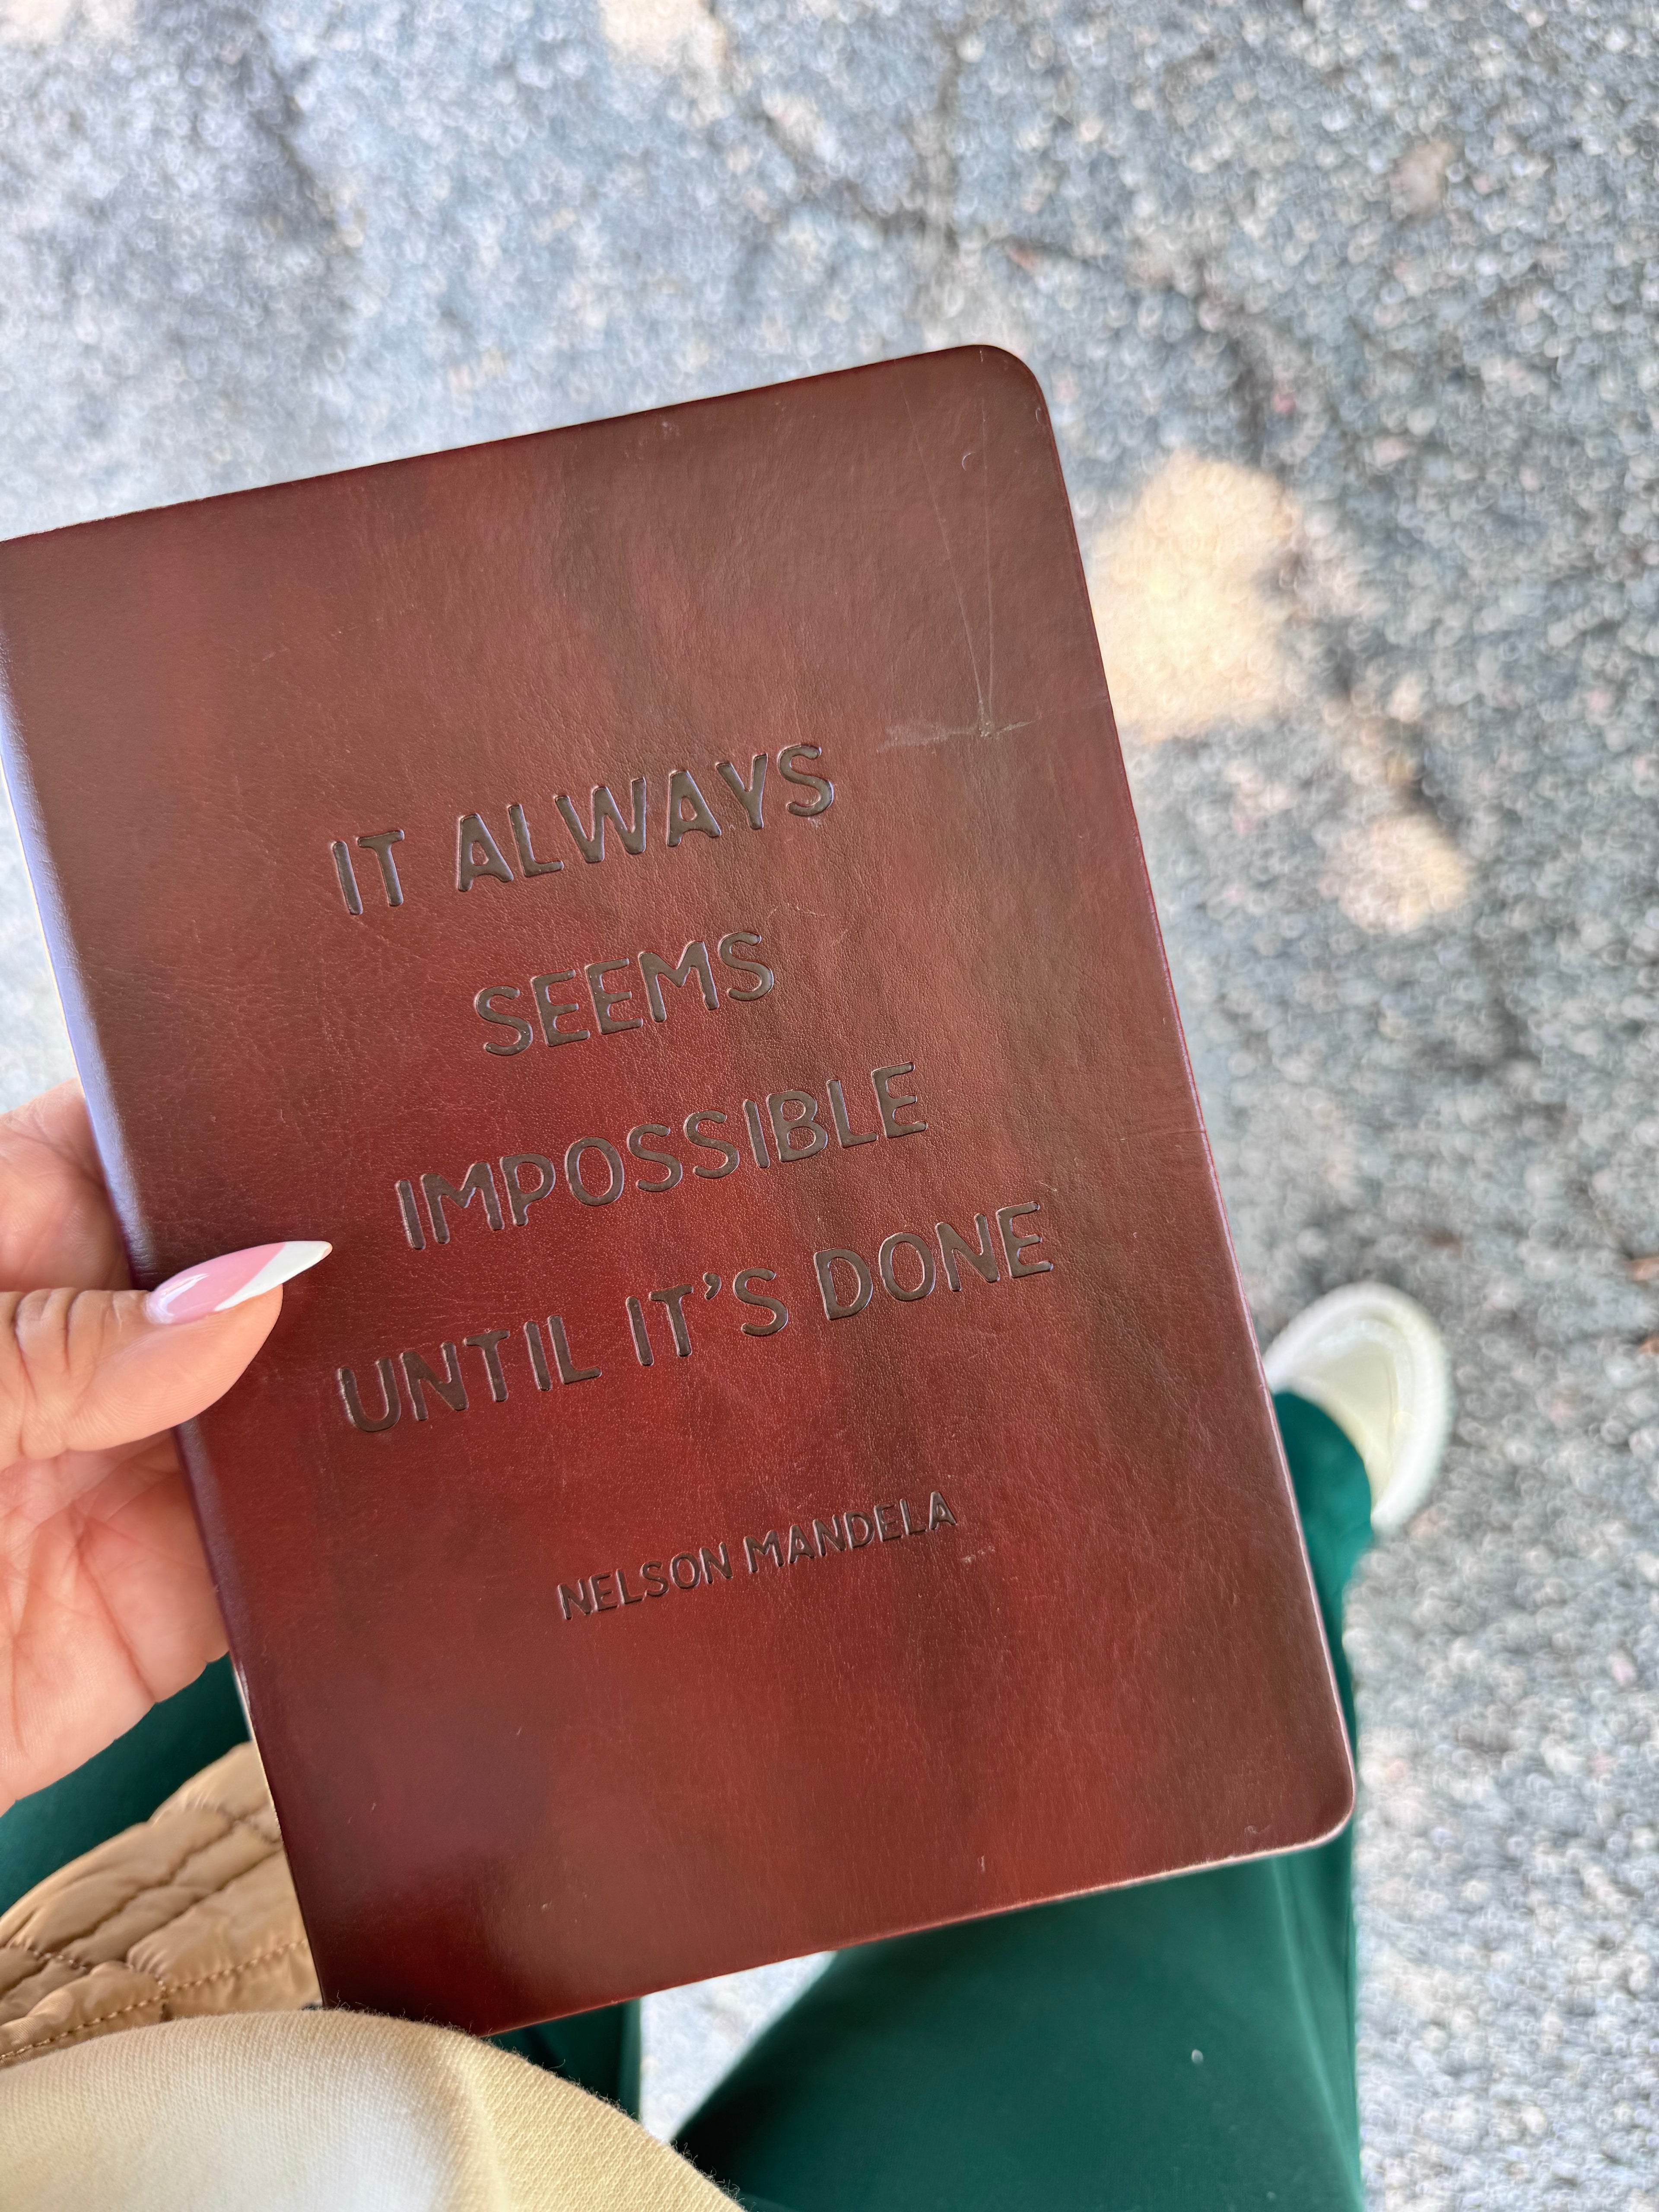 IT ALWAYS
SEEMS
IMPOSSIBLE
UNTIL IT'S DONE
NELSON MANDELA